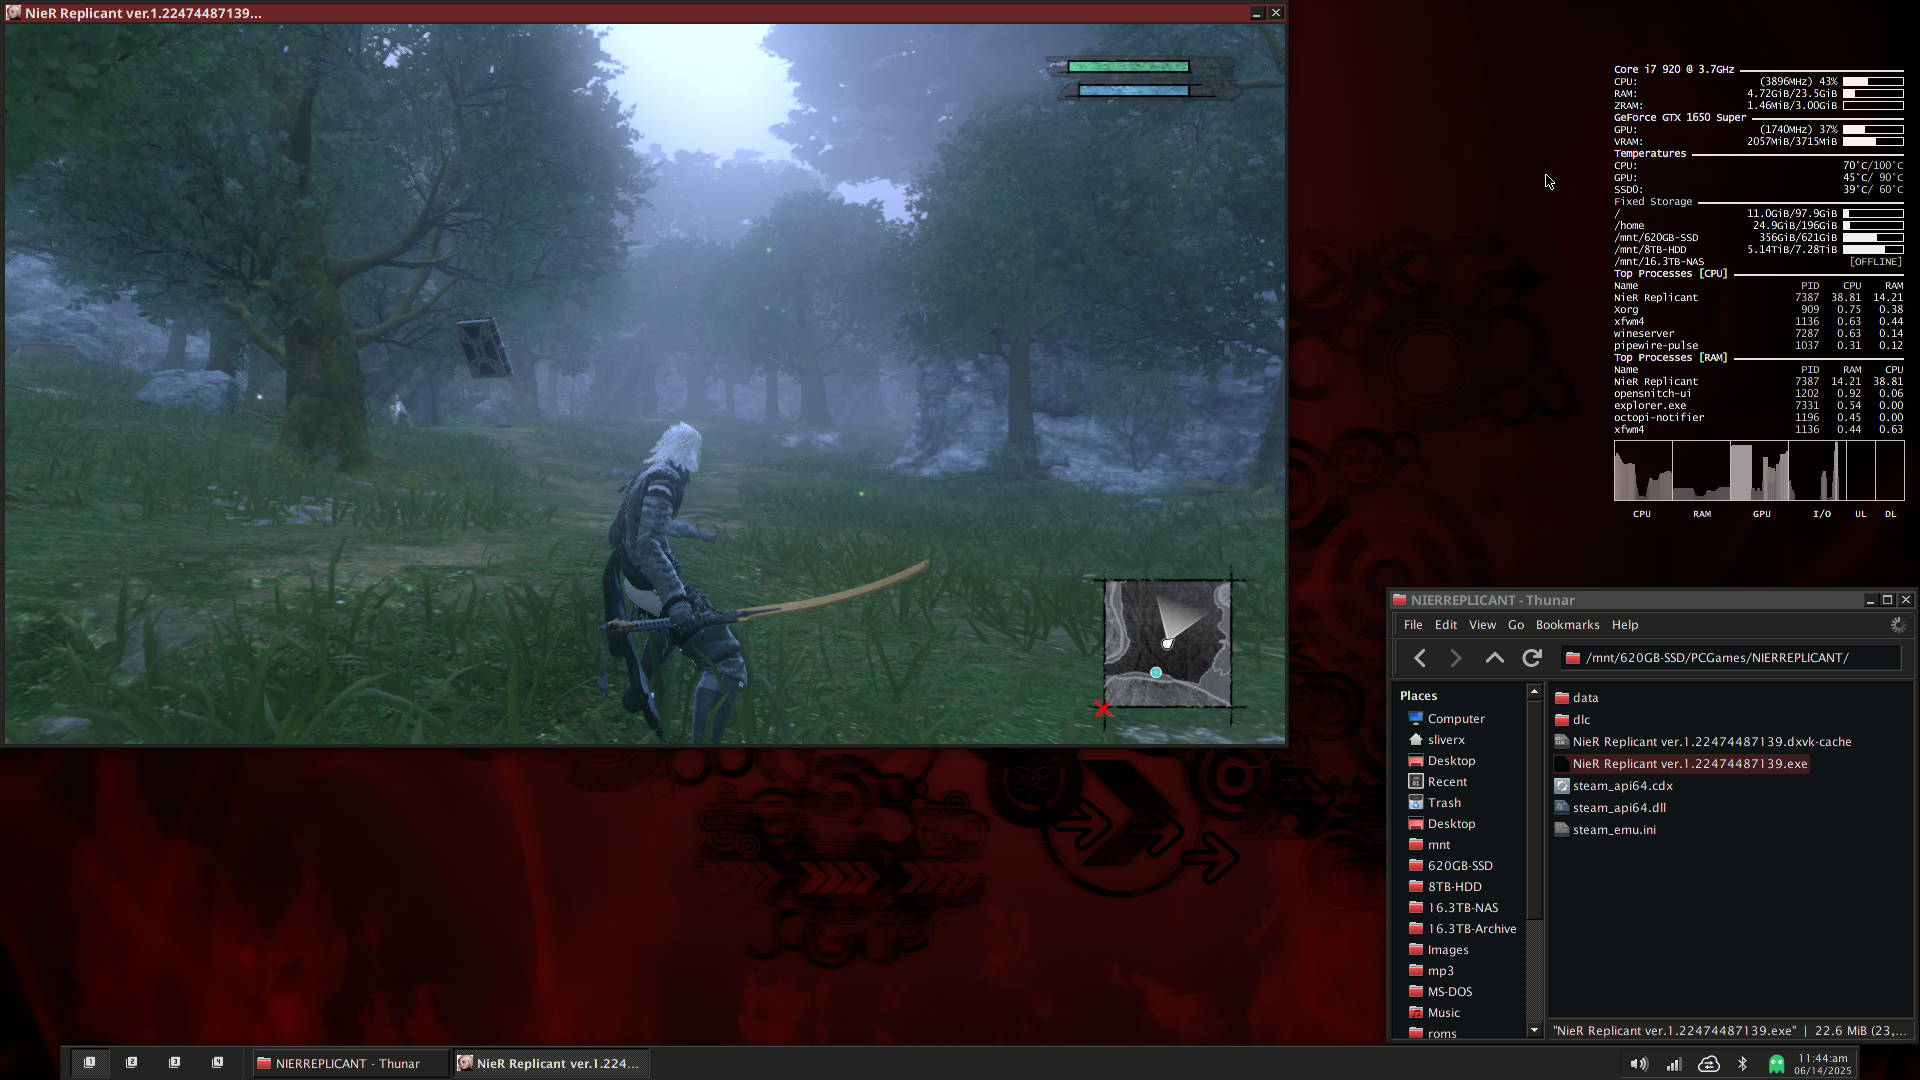 NieR Replicant ver.1.22474487139...
Core i7 920 @ 3.7GHz
CPU: (3896MHz) 43%
RAM: 4.72GiB/23.5GiB
ZRAM: 1.46MiB/3.00GiB
GeForce GTX 1650 Super
GPU: (1740MHz) 37%
VRAM: 2057MiB/3715MiB
Temperatures
CPU: 70°C/100°C
GPU: 45°C/ 90°C
SSD0: 39°C/ 60°C
Fixed Storage
/ 11.0GiB/97.9GiB
/home 24.9GiB/196GiB
/mnt/620GB-SSD 356GiB/621GiB
/mnt/8TB-HDD 5.14TiB/7.28TiB
/mnt/16.3TB-NAS [OFFLINE]
Top Processes [CPU]
Name PID CPU RAM
NieR Replicant 7387 38.81 14.21
Xorg 909 0.75 0.38
xfwm4 1136 0.63 0.44
wineserver 7287 0.63 0.14
pipewire-pulse 1037 0.31 0.12
Top Processes [RAM]
Name PID RAM CPU
NieR Replicant 7387 14.21 38.81
opensnitch-ui 1202 0.92 0.06
explorer.exe 7331 0.54 0.00
octopi-notifier 1196 0.45 0.00
xfwm4 1136 0.44 0.63
CPU RAM GPU I/O UL DL
NIERREPLICANT - Thunar
File Edit View Go Bookmarks Help
/mnt/620GB-SSD/PCGames/NIERREPLICANT/
Places
Computer
sliverx
Desktop
Recent
Trash
Desktop
mnt
620GB-SSD
8TB-HDD
16.3TB-NAS
16.3TB-Archive
Images
mp3
MS-DOS
Music
roms
data
dlc
NieR Replicant ver.1.22474487139.dxvk-cache
NieR Replicant ver.1.22474487139.exe
steam_api64.cdx
steam_api64.dll
steam_emu.ini
"NieR Replicant ver.1.22474487139.exe" | 22.6 MiB (23,...
1 2 3 4
NIERREPLICANT - Thunar
NieR Replicant ver.1.224...
11:44:am
06/14/2025